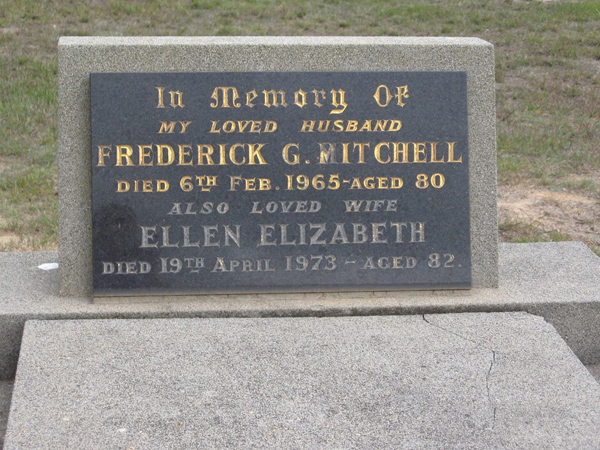 In Memory Of
MY LOVED HUSBAND
FREDERICK G. MITCHELL
DIED 6TH FEB. 1965-AGED 80
ALSO LOVED WIFE
ELLEN ELIZABETH
DIED 19TH APRIL 1973 - AGED 82.